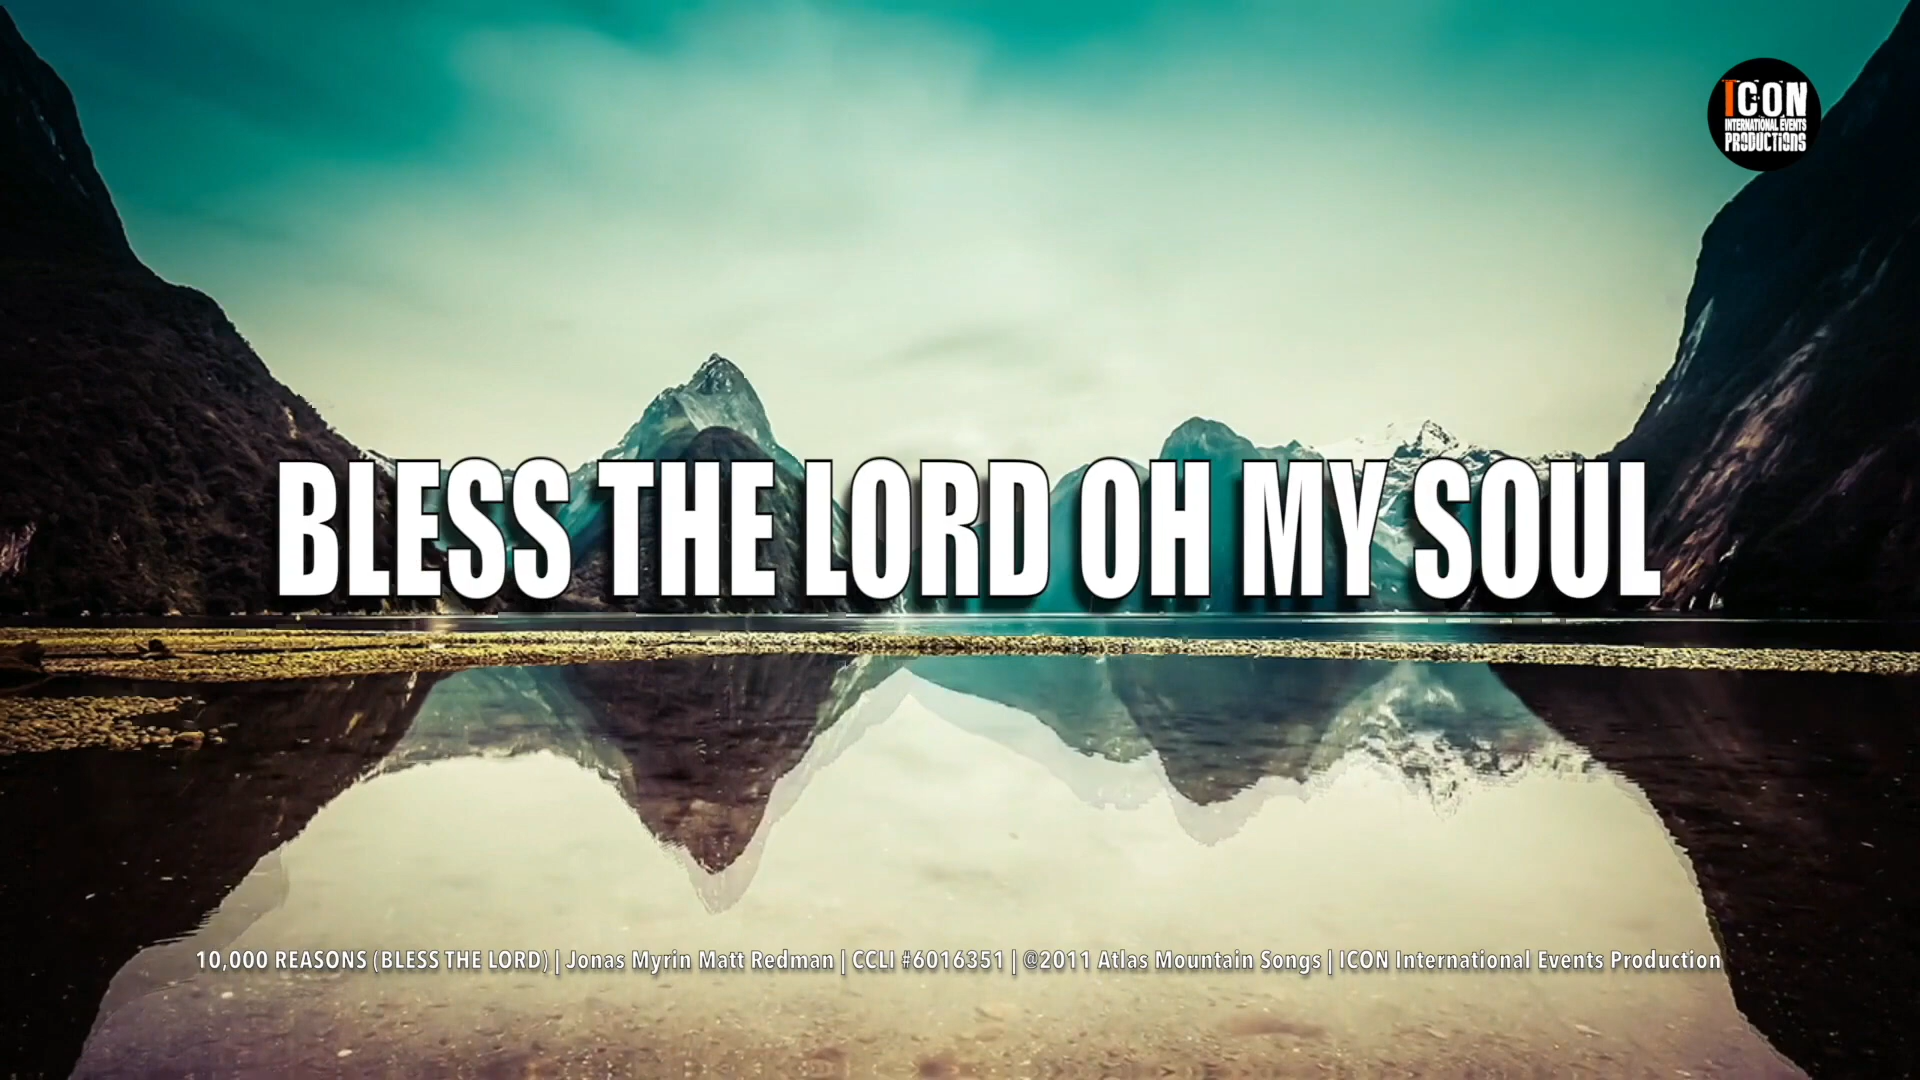 ICON
INTERNATIONAL EVENTS
PRODUCTIONS
BLESS THE LORD OH MY SOUL
10,000 REASONS (BLESS THE LORD) | Jonas Myrin Matt Redman | CCLI #6016351 | @2011 Atlas Mountain Songs | ICON International Events Production